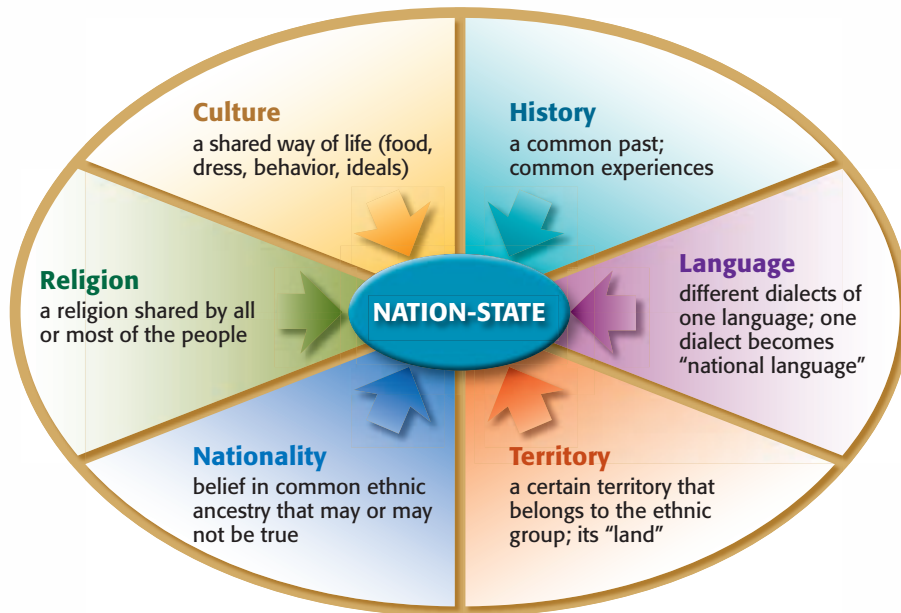 Culture
a shared way of life (food,
dress, behavior, ideals)
History
a common past;
common experiences
Religion
a religion shared by all
or most of the people
NATION-STATE
Language
different dialects of
one language; one
dialect becomes
“national language”
Nationality
belief in common ethnic
ancestry that may or may
not be true
Territory
a certain territory that
belongs to the ethnic
group; its “land”